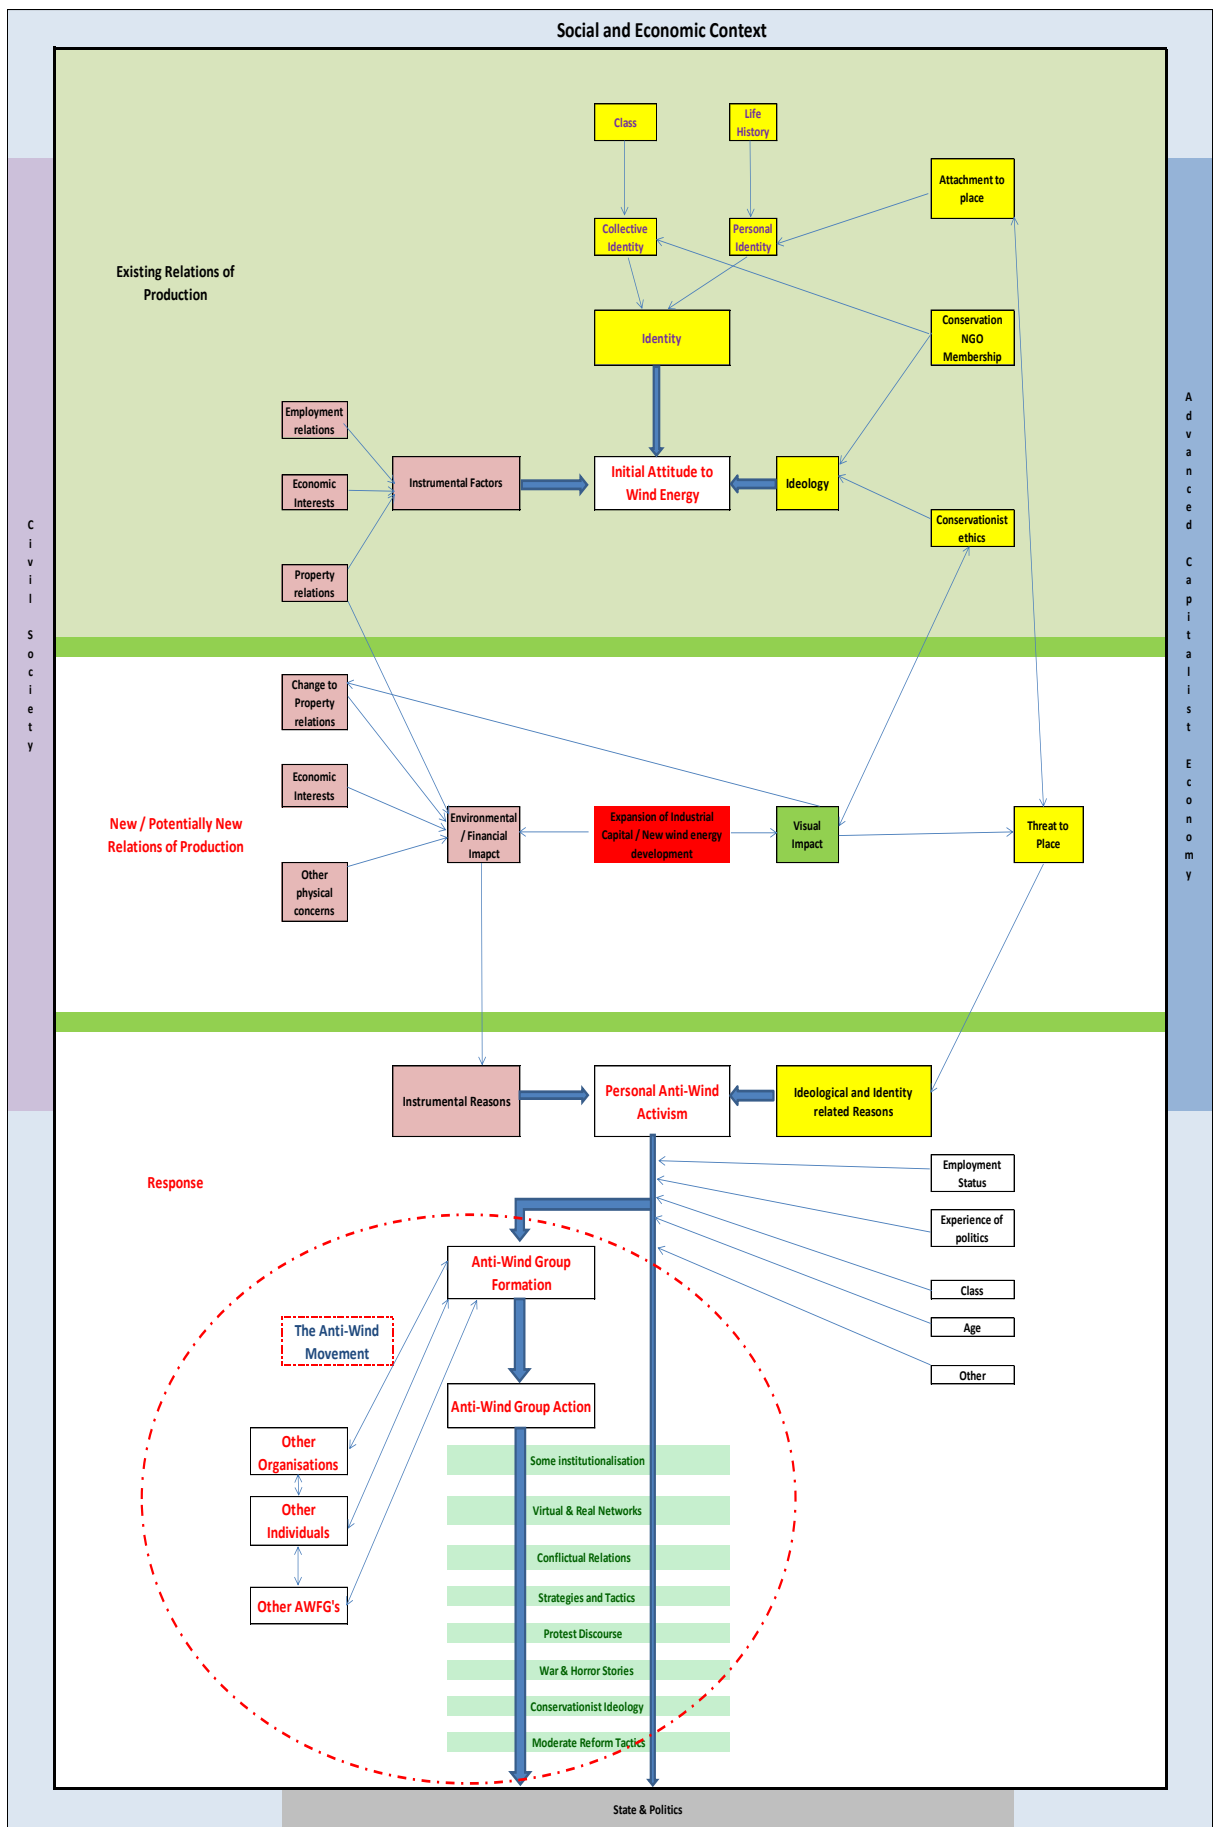 Social and Economic Context
Class
Life
History
Attachment to
place
Collective
Identity
Personal
Identity
Existing Relations of
Production
Identity
Conservation
NGO
Membership
Employment
relations
Instrumental Factors
Initial Attitude to
Wind Energy
Ideology
Economic
Interests
Conservationist
ethics
Property
relations
Civil Society
Advanced Capitalist Economy
Change to
Property
relations
Economic
Interests
New / Potentially New
Relations of Production
Environmental
/ Financial
Imapct
Expansion of Industrial
Capital / New wind energy
development
Visual
Impact
Threat to
Place
Other
physical
concerns
Instrumental Reasons
Personal Anti-Wind
Activism
Ideological and Identity
related Reasons
Response
Employment
Status
Experience of
politics
Class
Age
Other
Anti-Wind Group
Formation
The Anti-Wind
Movement
Anti-Wind Group Action
Other
Organisations
Other
Individuals
Other AWFG's
Some institutionalisation
Virtual & Real Networks
Conflictual Relations
Strategies and Tactics
Protest Discourse
War & Horror Stories
Conservationist Ideology
Moderate Reform Tactics
State & Politics